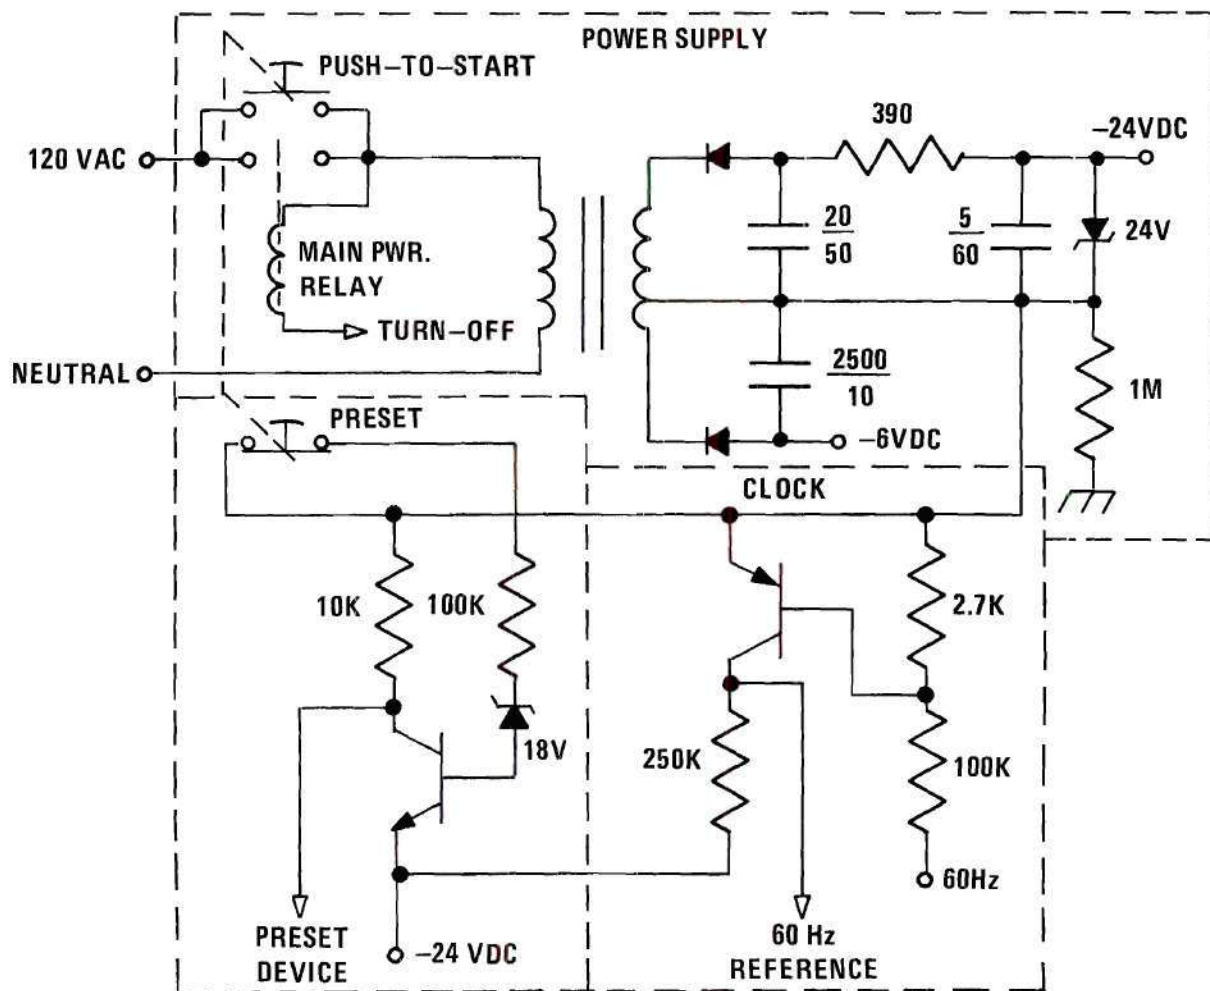 POWER SUPPLY
PUSH–TO–START
390
–24VDC
120 VAC
20
50
5
60
24V
MAIN PWR.
RELAY
TURN–OFF
NEUTRAL
2500
10
1M
PRESET
–6VDC
CLOCK
10K
100K
2.7K
18V
250K
100K
60Hz
PRESET
DEVICE
–24 VDC
60 Hz
REFERENCE